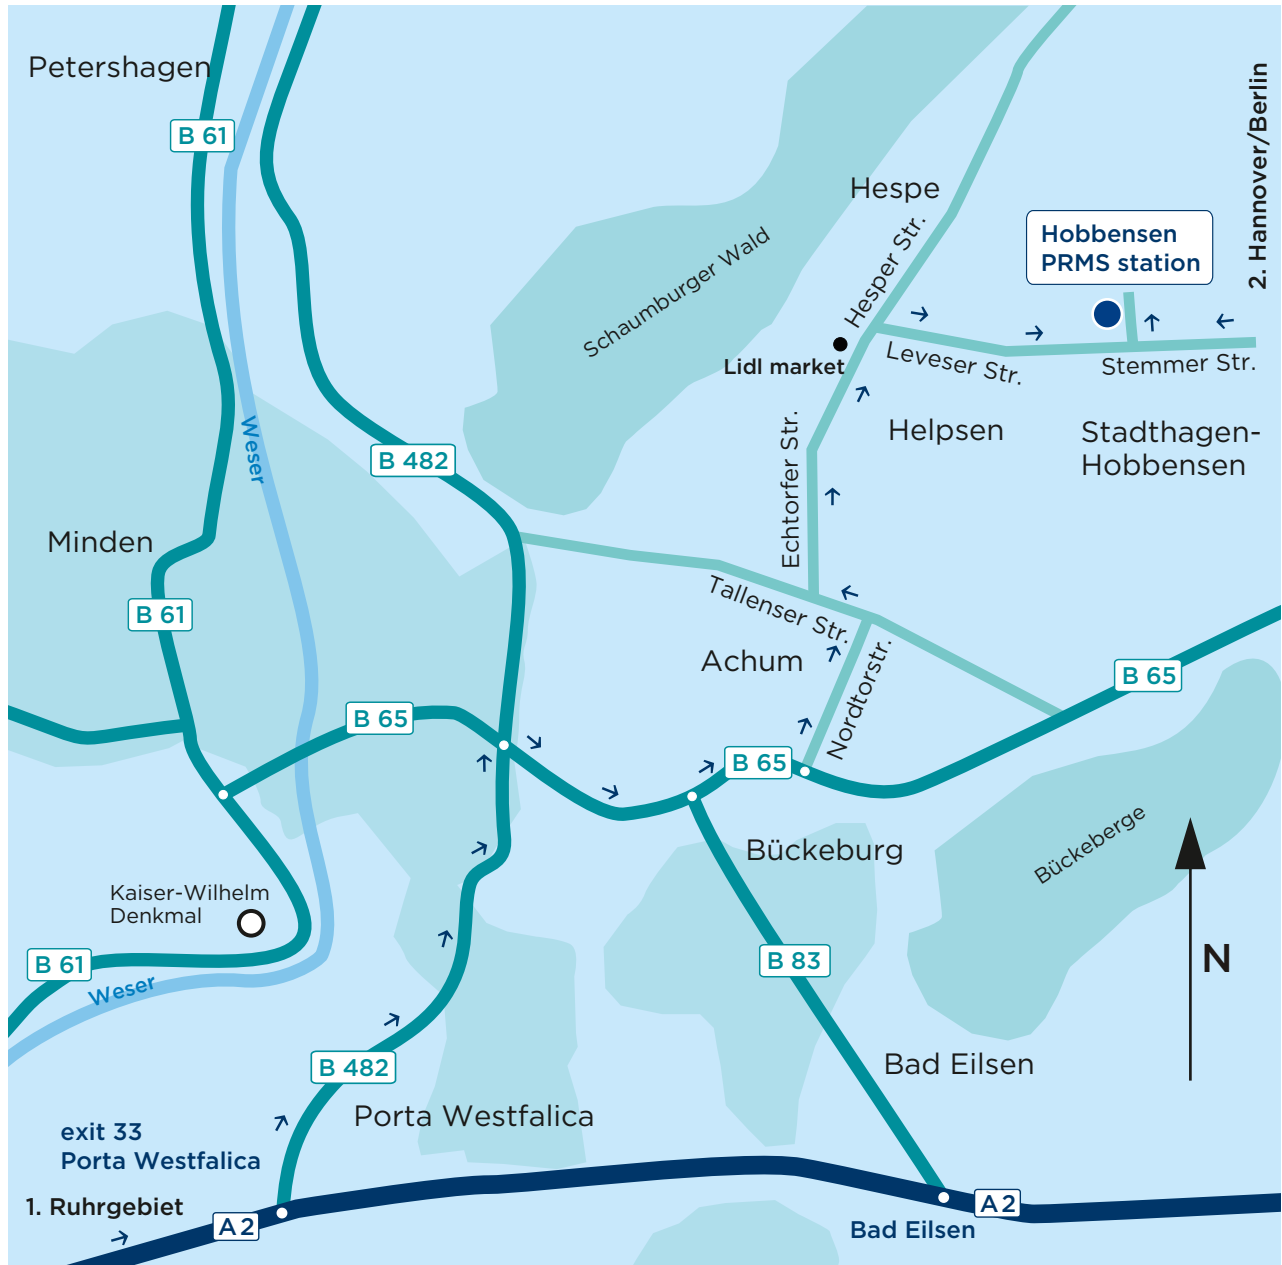 Petershagen
B 61
2. Hannover/Berlin
Hespe
Hesper Str.
Hobbensen
PRMS station
Schaumburger Wald
Lidl market
Leveser Str.
Stemmer Str.
Weser
B 482
Echtorfer Str.
Helpsen
Stadthagen-
Hobbensen
Minden
B 61
Tallenser Str.
Achum
Nordtorstr.
B 65
B 65
B 65
Bückeburg
Bückeberge
Kaiser-Wilhelm
Denkmal
B 61
Weser
B 83
N
B 482
Bad Eilsen
Porta Westfalica
exit 33
Porta Westfalica
1. Ruhrgebiet
A 2
A 2
Bad Eilsen